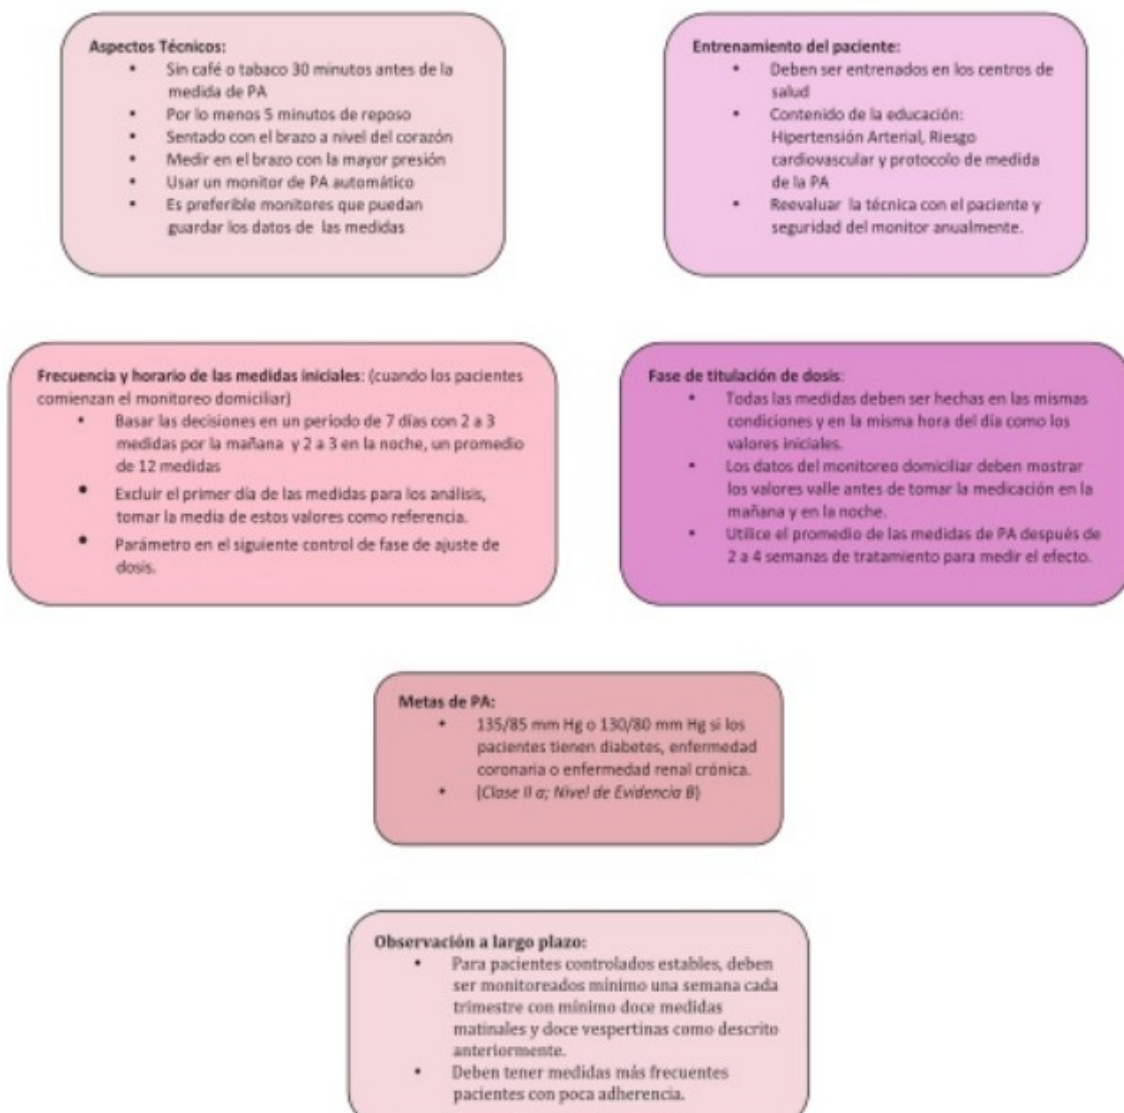 Aspectos Técnicos:
• Sin café o tabaco 30 minutos antes de la
medida de PA
• Por lo menos 5 minutos de reposo
• Sentado con el brazo a nivel del corazón
• Medir en el brazo con la mayor presión
• Usar un monitor de PA automático
• Es preferible monitores que puedan
guardar los datos de las medidas
Entrenamiento del paciente:
• Deben ser entrenados en los centros de
salud
• Contenido de la educación:
Hipertensión Arterial, Riesgo
cardiovascular y protocolo de medida
de la PA
• Reevaluar la técnica con el paciente y
seguridad del monitor anualmente.
Frecuencia y horario de las medidas iniciales: (cuando los pacientes
comienzan el monitoreo domiciliar)
• Basar las decisiones en un período de 7 días con 2 a 3
medidas por la mañana y 2 a 3 en la noche, un promedio
de 12 medidas
• Excluir el primer día de las medidas para los análisis,
tomar la media de estos valores como referencia.
• Parámetro en el siguiente control de fase de ajuste de
dosis.
Fase de titulación de dosis:
• Todas las medidas deben ser hechas en las mismas
condiciones y en la misma hora del día como los
valores iniciales.
• Los datos del monitoreo domiciliar deben mostrar
los valores valle antes de tomar la medicación en la
mañana y en la noche.
• Utilice el promedio de las medidas de PA después de
2 a 4 semanas de tratamiento para medir el efecto.
Metas de PA:
• 135/85 mm Hg o 130/80 mm Hg si los
pacientes tienen diabetes, enfermedad
coronaria o enfermedad renal crónica.
• (Clase II a; Nivel de Evidencia B)
Observación a largo plazo:
• Para pacientes controlados estables, deben
ser monitoreados mínimo una semana cada
trimestre con mínimo doce medidas
matinales y doce vespertinas como descrito
anteriormente.
• Deben tener medidas más frecuentes
pacientes con poca adherencia.